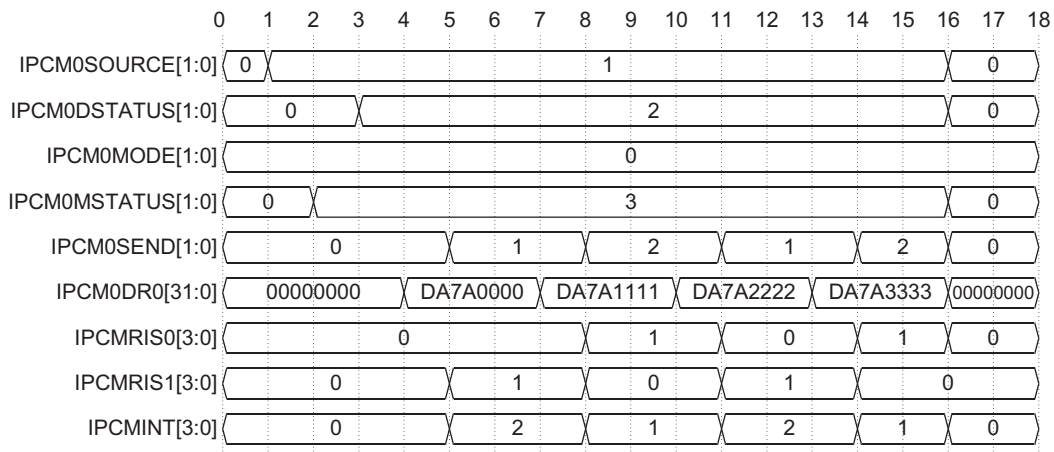 0 1 2 3 4 5 6 7 8 9 10 11 12 13 14 15 16 17 18
IPCM0SOURCE[1:0] 0 1 0
IPCM0DSTATUS[1:0] 0 2 0
IPCM0MODE[1:0] 0
IPCM0MSTATUS[1:0] 0 3 0
IPCM0SEND[1:0] 0 1 2 1 2 0
IPCM0DR0[31:0] 00000000 DA7A0000 DA7A1111 DA7A2222 DA7A3333 00000000
IPCMRIS0[3:0] 0 1 0 1 0
IPCMRIS1[3:0] 0 1 0 1 0
IPCMINT[3:0] 0 2 1 2 1 0